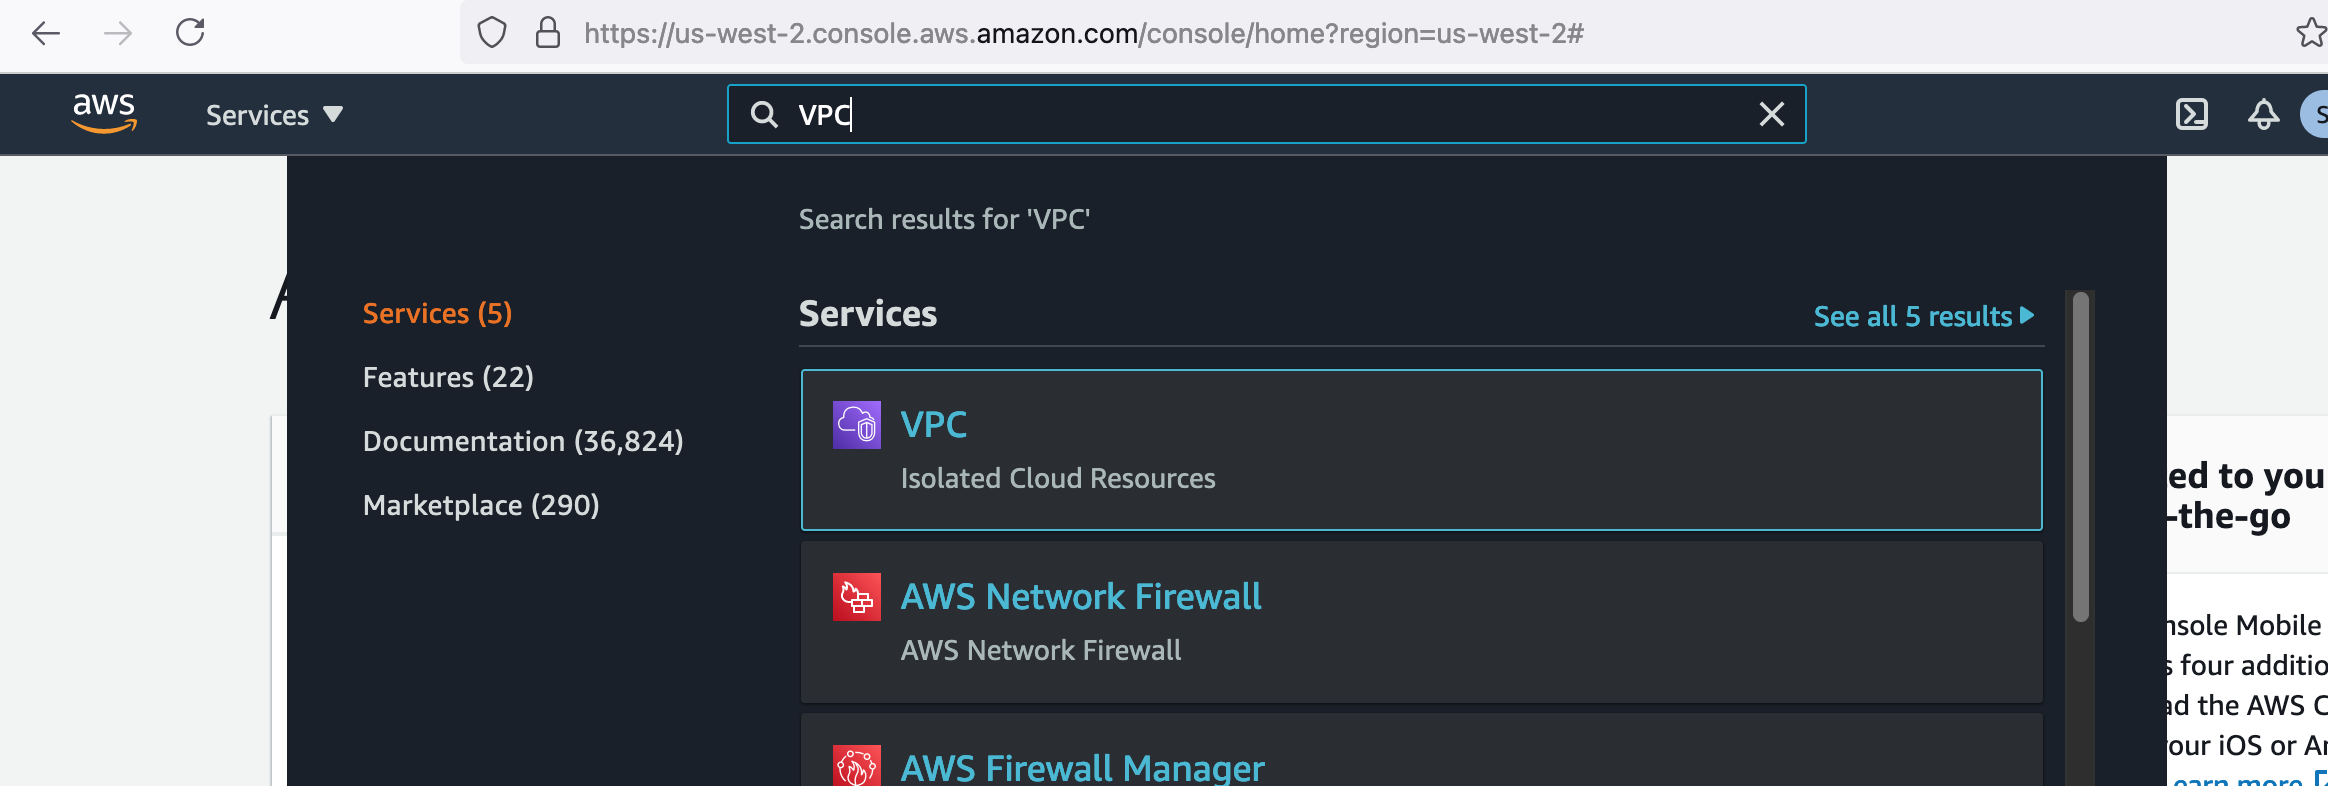 https://us-west-2.console.aws.amazon.com/console/home?region=us-west-2#
aws
Services
VPC
S
Search results for 'VPC'
Services (5)
Features (22)
Documentation (36,824)
Marketplace (290)
Services
See all 5 results
VPC
Isolated Cloud Resources
AWS Network Firewall
AWS Network Firewall
AWS Firewall Manager
A
ed to you
-the-go
nsole Mobile
s four additio
ad the AWS C
your iOS or An
earn more